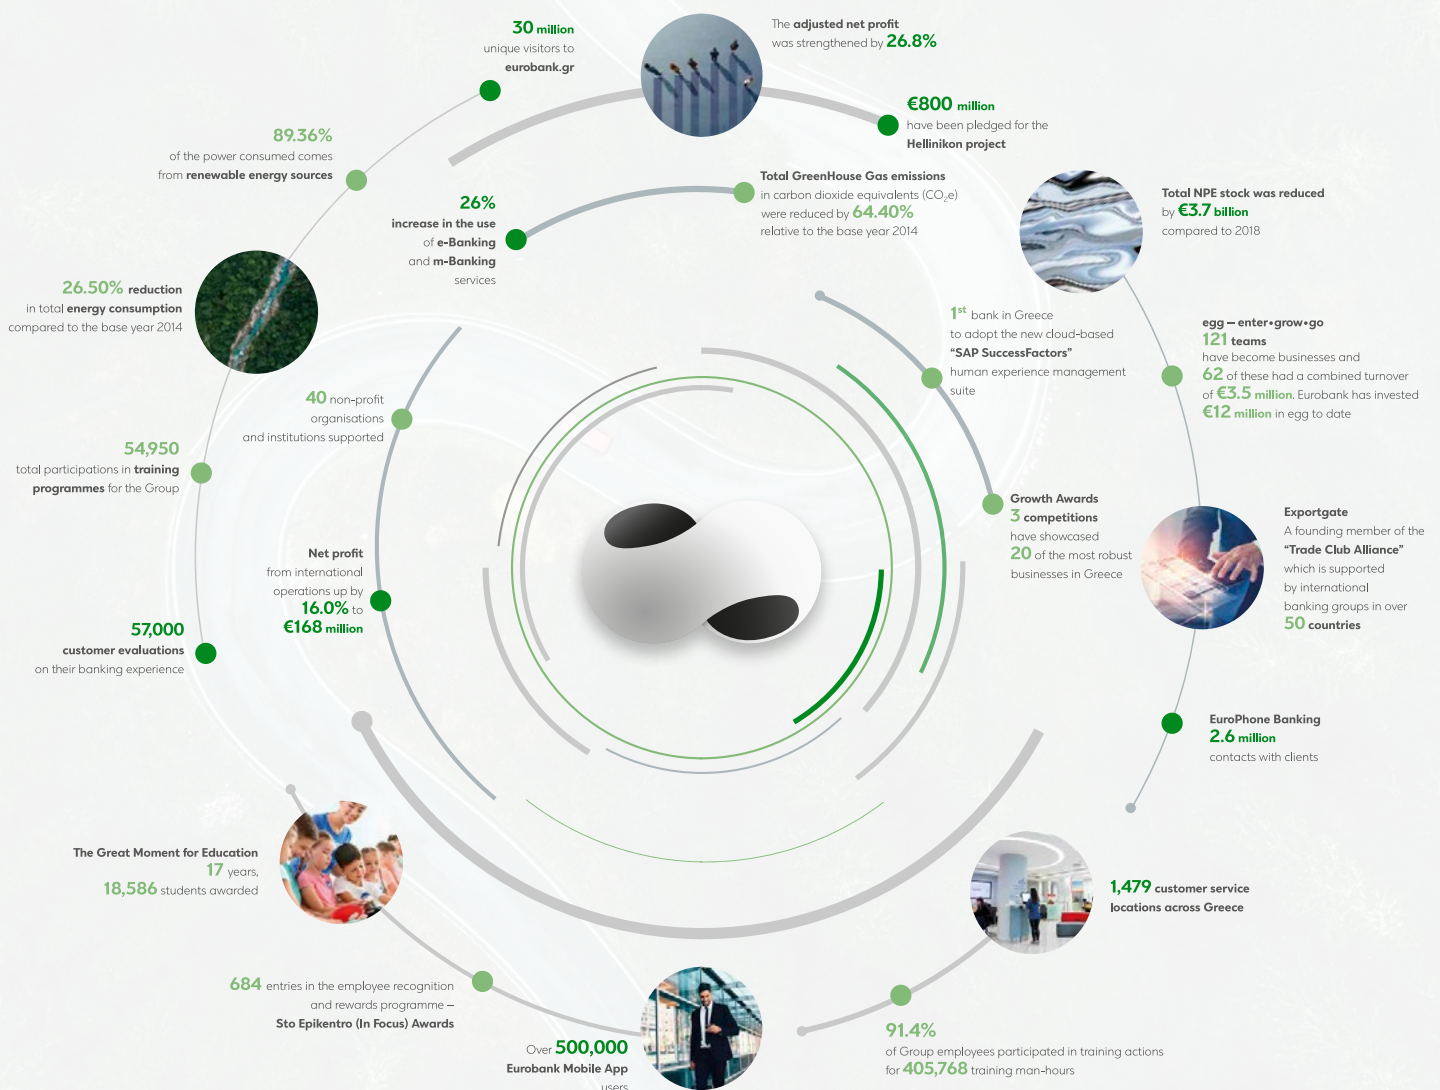 30 million
unique visitors to
eurobank.gr
The adjusted net profit
was strengthened by 26.8%
€800 million
have been pledged for the
Hellinikon project
89.36%
of the power consumed comes
from renewable energy sources
26%
increase in the use
of e-Banking
and m-Banking
services
Total GreenHouse Gas emissions
in carbon dioxide equivalents (CO₂e)
were reduced by 64.40%
relative to the base year 2014
Total NPE stock was reduced
by €3.7 billion
compared to 2018
26.50% reduction
in total energy consumption
compared to the base year 2014
1st bank in Greece
to adopt the new cloud-based
“SAP SuccessFactors”
human experience management
suite
egg – enter•grow•go
121 teams
have become businesses and
62 of these had a combined turnover
of €3.5 million. Eurobank has invested
€12 million in egg to date
40 non-profit
organisations
and institutions supported
54,950
total participations in training
programmes for the Group
Growth Awards
3 competitions
have showcased
20 of the most robust
businesses in Greece
Exportgate
A founding member of the
“Trade Club Alliance”
which is supported
by international
banking groups in over
50 countries
Net profit
from international
operations up by
16.0% to
€168 million
57,000
customer evaluations
on their banking experience
EuroPhone Banking
2.6 million
contacts with clients
The Great Moment for Education
17 years,
18,586 students awarded
1,479 customer service
locations across Greece
684 entries in the employee recognition
and rewards programme –
Sto Epikentro (In Focus) Awards
Over 500,000
Eurobank Mobile App
users
91.4%
of Group employees participated in training actions
for 405,768 training man-hours